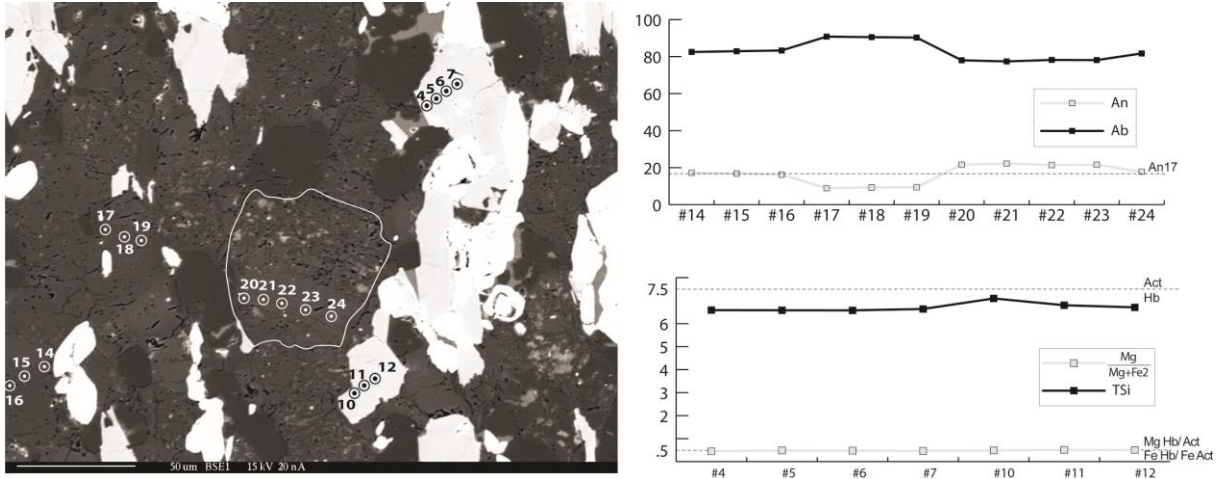 4 5 6 7
17 18 19
20 21 22 23 24
14 15 16
10 11 12
50 um BSE1 15 kV 20 nA
100
80
60
40
20
0
An
Ab
An17
#14 #15 #16 #17 #18 #19 #20 #21 #22 #23 #24
7.5
6
5
4
3
2
.5
Act
Hb
Mg
Mg+Fe2
TSi
Mg Hb/ Act
Fe Hb/ Fe Act
#4 #5 #6 #7 #10 #11 #12